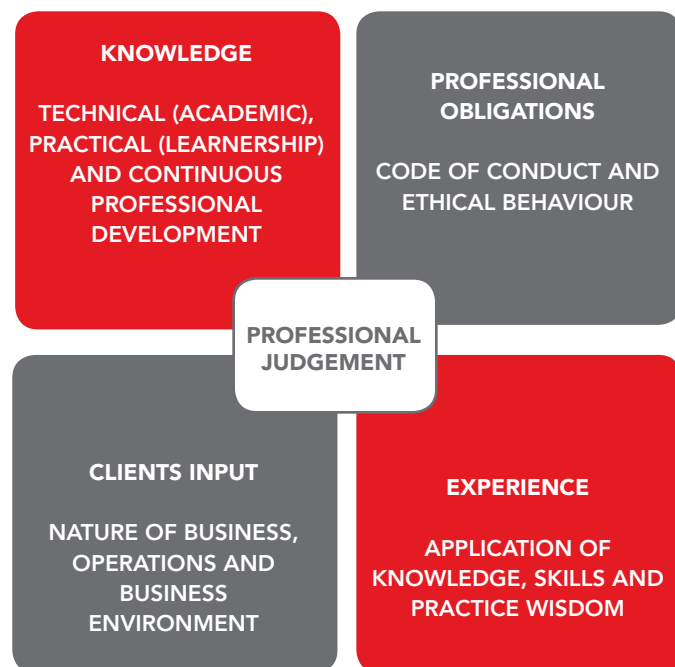 KNOWLEDGE
TECHNICAL (ACADEMIC),
PRACTICAL (LEARNERSHIP)
AND CONTINUOUS
PROFESSIONAL
DEVELOPMENT
PROFESSIONAL
OBLIGATIONS
CODE OF CONDUCT AND
ETHICAL BEHAVIOUR
PROFESSIONAL
JUDGEMENT
CLIENTS INPUT
NATURE OF BUSINESS,
OPERATIONS AND
BUSINESS
ENVIRONMENT
EXPERIENCE
APPLICATION OF
KNOWLEDGE, SKILLS AND
PRACTICE WISDOM